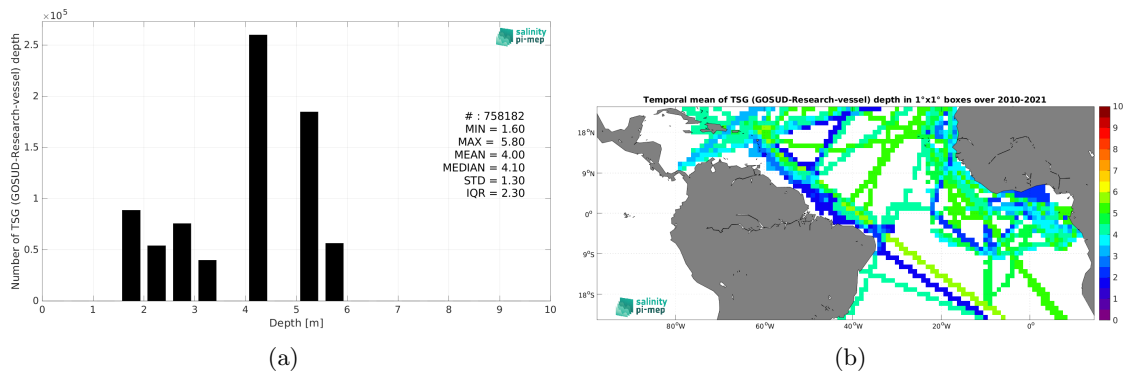 ×10⁵
salinity
pi-mep
2.5
2
1.5
1
0.5
0
Number of TSG (GOSUD-Research-vessel) depth
# : 758182
MIN = 1.60
MAX = 5.80
MEAN = 4.00
MEDIAN = 4.10
STD = 1.30
IQR = 2.30
0 1 2 3 4 5 6 7 8 9 10
Depth [m]
(a)
Temporal mean of TSG (GOSUD-Research-vessel) depth in 1°x1° boxes over 2010-2021
18°N
9°N
0°
9°S
18°S
80°W 60°W 40°W 20°W 0°
salinity
pi-mep
10
9
8
7
6
5
4
3
2
1
0
(b)